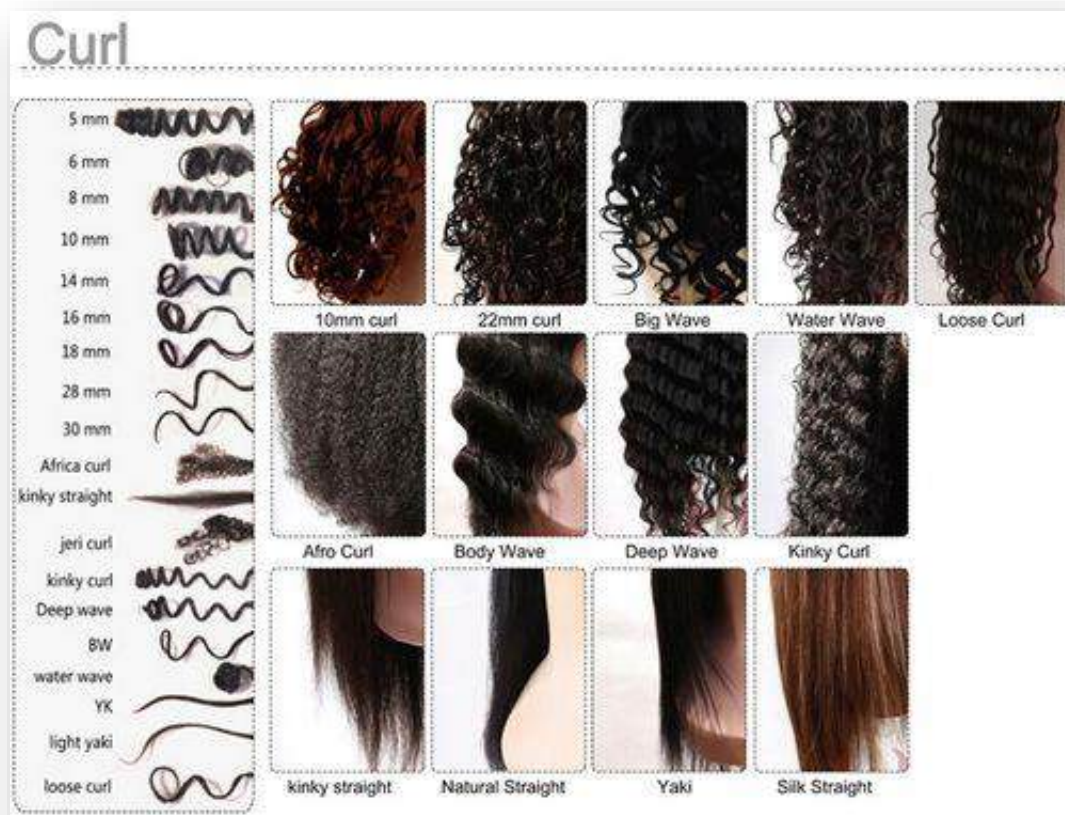 Curl
5 mm
6 mm
8 mm
10 mm
14 mm
16 mm
18 mm
28 mm
30 mm
Africa curl
kinky straight
jeri curl
kinky curl
Deep wave
BW
water wave
YK
light yaki
loose curl
10mm curl
22mm curl
Big Wave
Water Wave
Loose Curl
Afro Curl
Body Wave
Deep Wave
Kinky Curl
kinky straight
Natural Straight
Yaki
Silk Straight